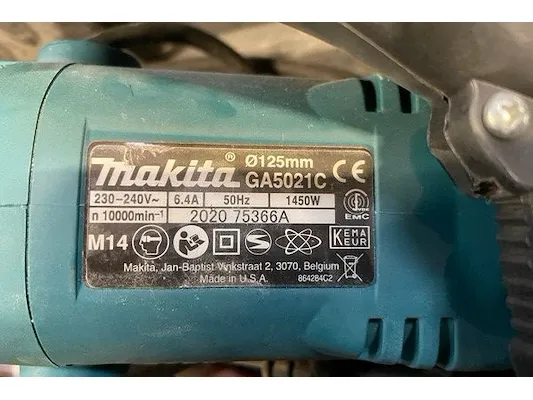 makita® Ø125mm CE
GA5021C
230-240V~ 6.4A 50Hz 1450W
n 10000min-¹ 2020 75366A
EMC
M14 KEMA
KEUR
Makita, Jan-Baptist Vinkstraat 2, 3070, Belgium
Made in U.S.A. 864284C2